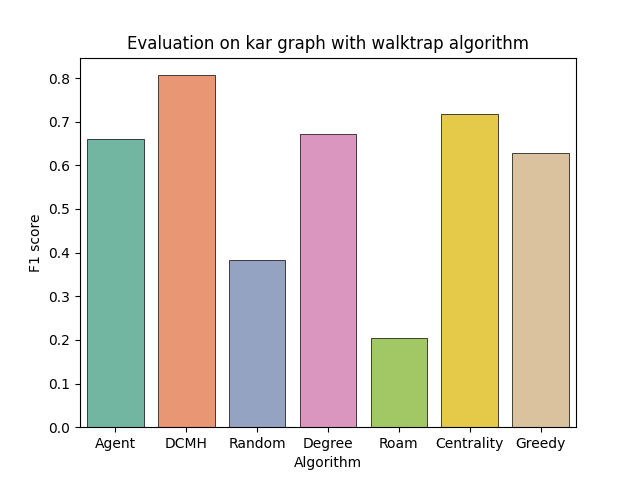 Evaluation on kar graph with walktrap algorithm
F1 score
0.8
0.7
0.6
0.5
0.4
0.3
0.2
0.1
0.0
Agent DCMH Random Degree Roam Centrality Greedy
Algorithm